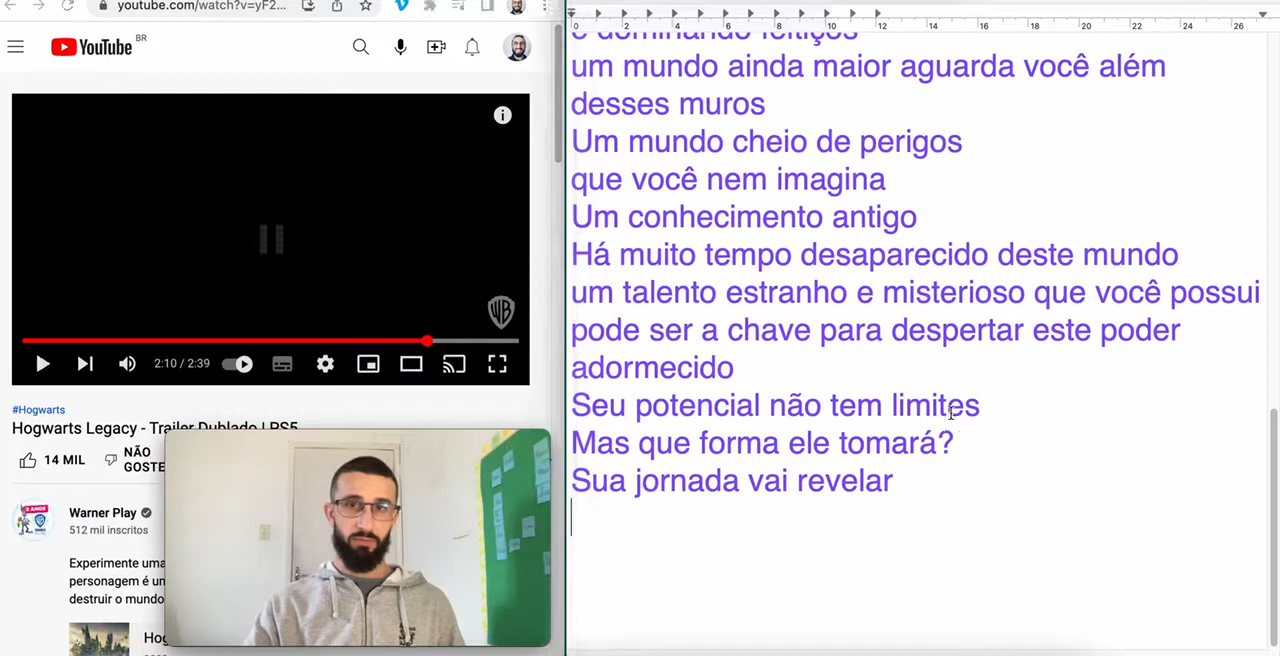 youtube.com/watch?v=yF2...
YouTube BR
2:10 / 2:39
#Hogwarts
Hogwarts Legacy - Trailer Dublado | PS5
14 MIL
NÃO
GOSTE
Warner Play
512 mil inscritos
Experimente uma
personagem é un
destruir o mundo
Hog
0 2 4 6 8 10 12 14 16 18 20 22 24 26
e dominando feitiços
um mundo ainda maior aguarda você além
desses muros
Um mundo cheio de perigos
que você nem imagina
Um conhecimento antigo
Há muito tempo desaparecido deste mundo
um talento estranho e misterioso que você possui
pode ser a chave para despertar este poder
adormecido
Seu potencial não tem limites
Mas que forma ele tomará?
Sua jornada vai revelar